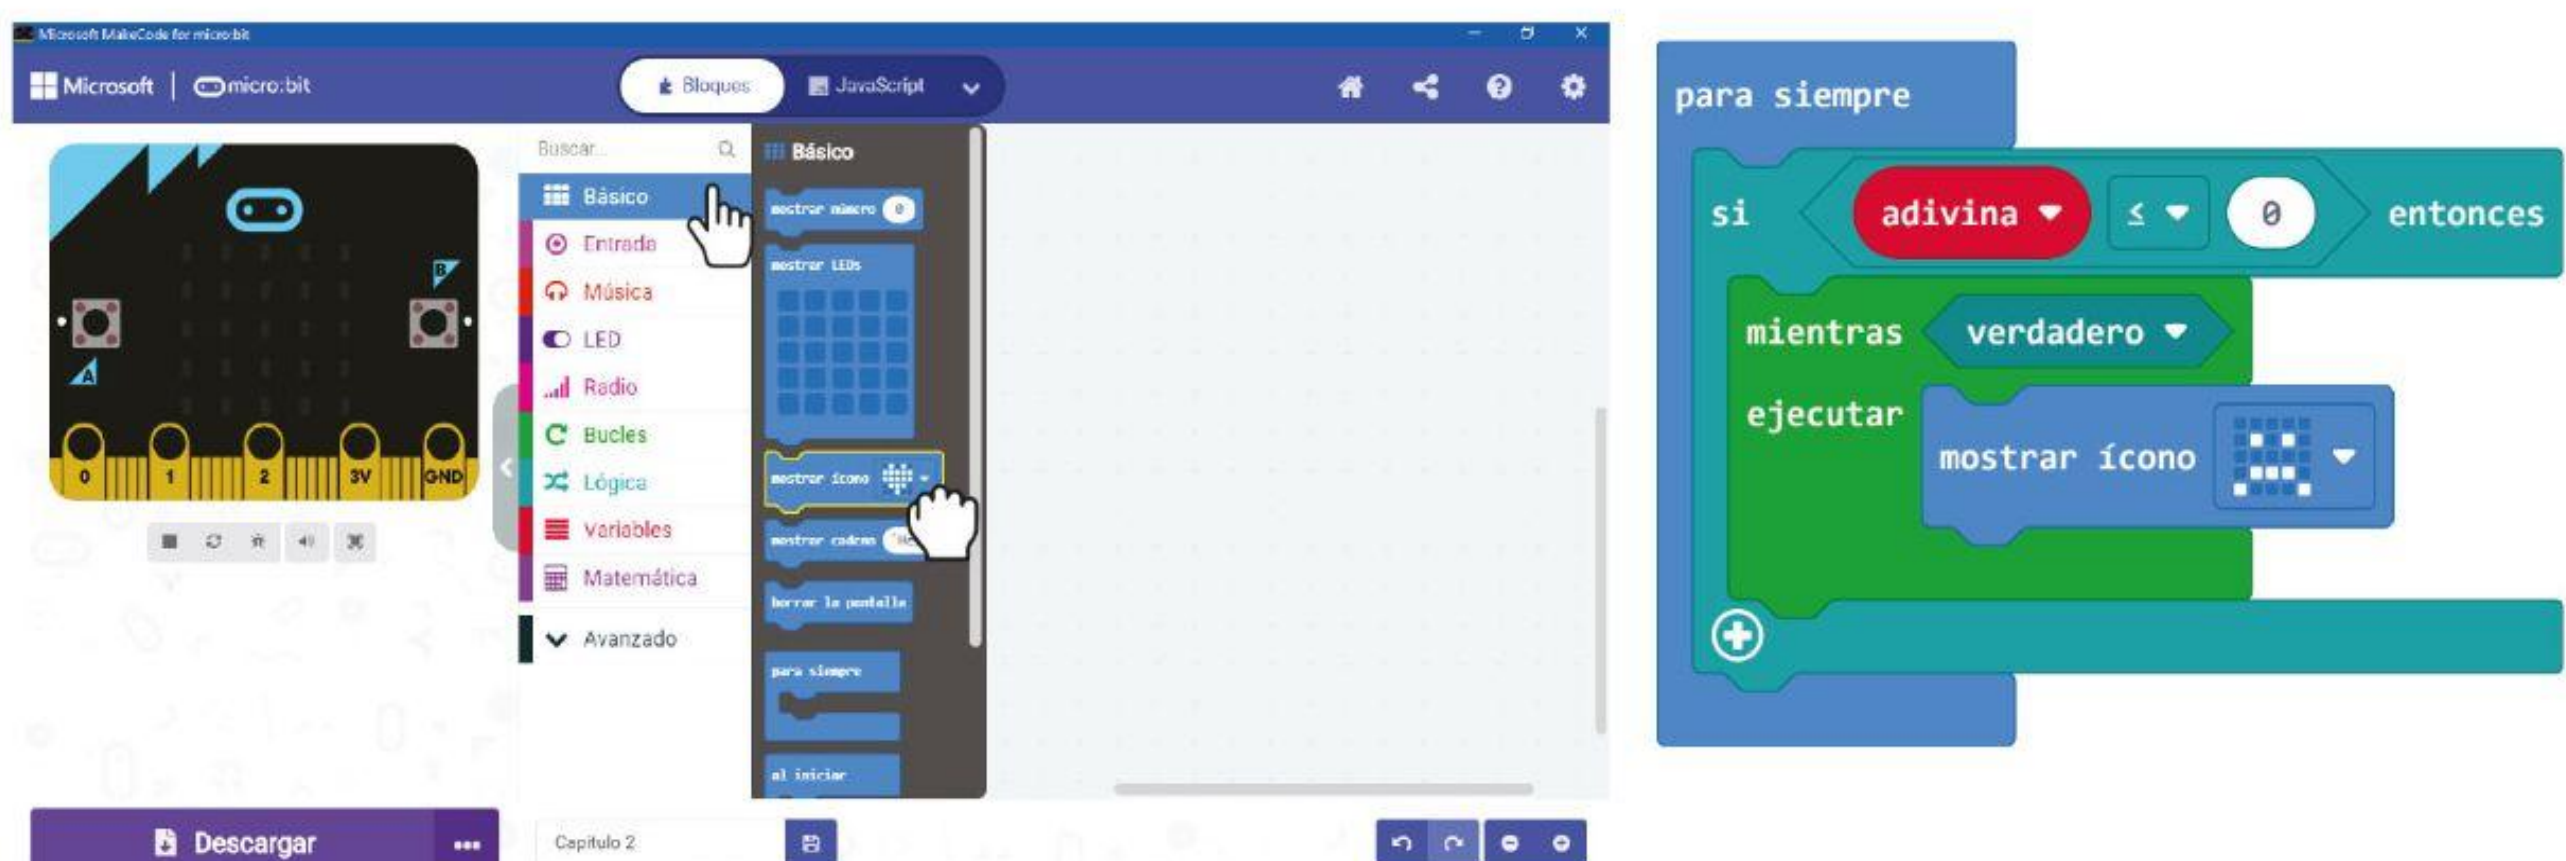 Microsoft MakeCode for micro:bit
Microsoft | micro:bit
Bloques
JavaScript
Buscar...
Básico
Entrada
Música
LED
Radio
Bucles
Lógica
Variables
Matemática
Avanzado
Básico
mostrar número 0
mostrar LEDs
mostrar ícono
mostrar cadena "He
borrar la pantalla
para siempre
al iniciar
B
A
0 1 2 3V GND
Descargar
Capitulo 2
para siempre
si adivina ≤ 0 entonces
mientras verdadero
ejecutar
mostrar ícono